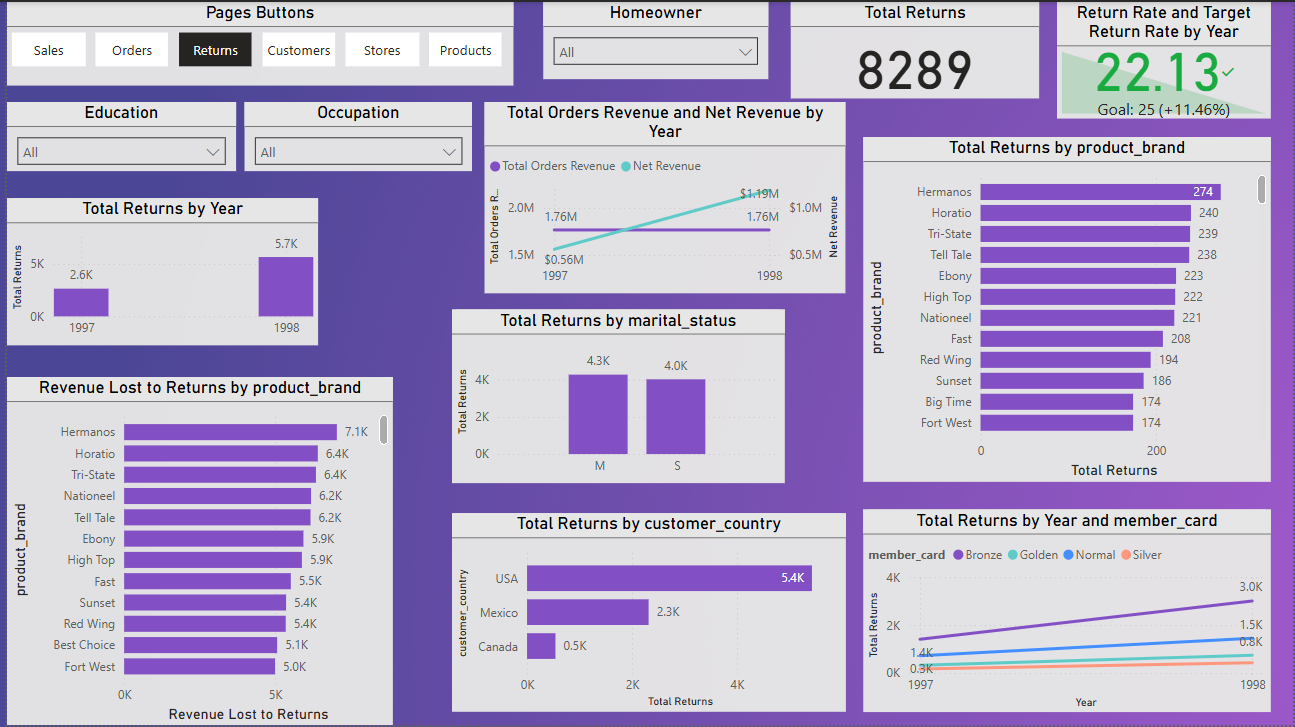 Pages Buttons
Sales
Orders
Returns
Customers
Stores
Products
Homeowner
All
Total Returns
8289
Return Rate and Target
Return Rate by Year
22.13
Goal: 25 (+11.46%)
Education
All
Occupation
All
Total Orders Revenue and Net Revenue by
Year
Total Orders Revenue
Net Revenue
Total Orders R...
2.0M
1.5M
1.76M
$0.56M
$1.19M
1.76M
$1.0M
$0.5M
Net Revenue
1997
1998
Total Returns by product_brand
product_brand
Hermanos 274
Horatio 240
Tri-State 239
Tell Tale 238
Ebony 223
High Top 222
Nationeel 221
Fast 208
Red Wing 194
Sunset 186
Big Time 174
Fort West 174
0 200
Total Returns
Total Returns by Year
Total Returns
5K
0K
2.6K
5.7K
1997
1998
Total Returns by marital_status
Total Returns
4K
2K
0K
4.3K
4.0K
M
S
Revenue Lost to Returns by product_brand
product_brand
Hermanos 7.1K
Horatio 6.4K
Tri-State 6.4K
Nationeel 6.2K
Tell Tale 6.2K
Ebony 5.9K
High Top 5.9K
Fast 5.5K
Sunset 5.4K
Red Wing 5.4K
Best Choice 5.1K
Fort West 5.0K
0K 5K
Revenue Lost to Returns
Total Returns by customer_country
customer_country
USA 5.4K
Mexico 2.3K
Canada 0.5K
0K 2K 4K
Total Returns
Total Returns by Year and member_card
member_card Bronze Golden Normal Silver
Total Returns
4K
2K
0K
1.4K
0.3K
3.0K
1.5K
0.8K
1997
1998
Year